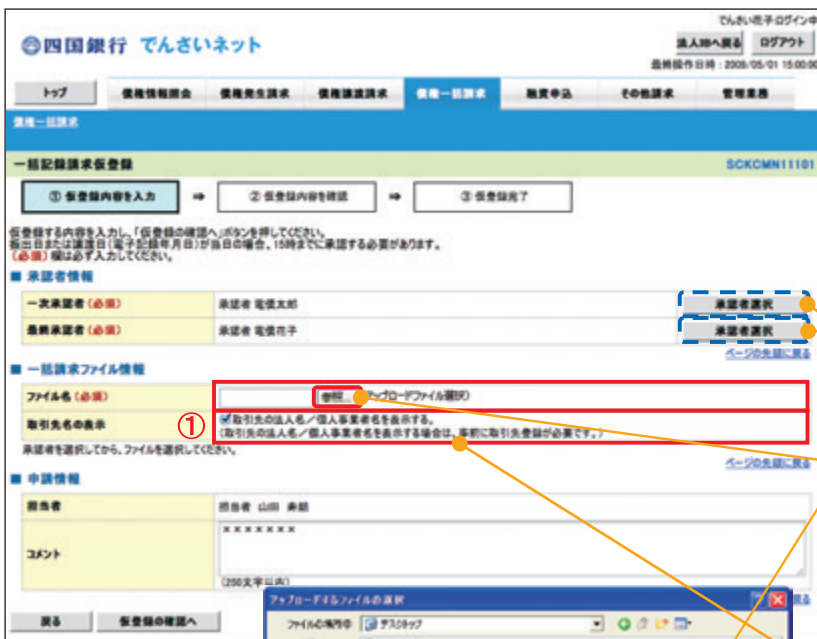 でんさい花子ログイン中
四国銀行 でんさいネット
法人IBへ戻る ログアウト
最終操作日時：2009/05/01 15:00:00
トップ 債権情報照会 債権発生請求 債権譲渡請求 債権一括請求 融資申込 その他請求 管理業務
債権一括請求
一括記録請求仮登録 SCKCMN11101
① 仮登録内容を入力 ⇒ ② 仮登録内容を確認 ⇒ ③ 仮登録完了
仮登録する内容を入力し、「仮登録の確認へ」ボタンを押してください。
振出日または譲渡日（電子記録年月日）が当日の場合、15時までに承認する必要があります。
（必須）欄は必ず入力してください。
■ 承認者情報
一次承認者（必須） 承認者 電債太郎 承認者選択
最終承認者（必須） 承認者 電債花子 承認者選択
ページの先頭に戻る
■ 一括請求ファイル情報
ファイル名（必須） 参照... アップロードファイル選択）
①
取引先名の表示 取引先の法人名／個人事業者名を表示する。
（取引先の法人名／個人事業者名を表示する場合は、事前に取引先登録が必要です。）
承認者を選択してから、ファイルを選択してください。
ページの先頭に戻る
■ 申請情報
担当者 担当者 山田
コメント ×××××××
（250文字以内）
戻る 仮登録の確認へ
アップロードするファイルの選択
ファイルの場所 デスクトップ